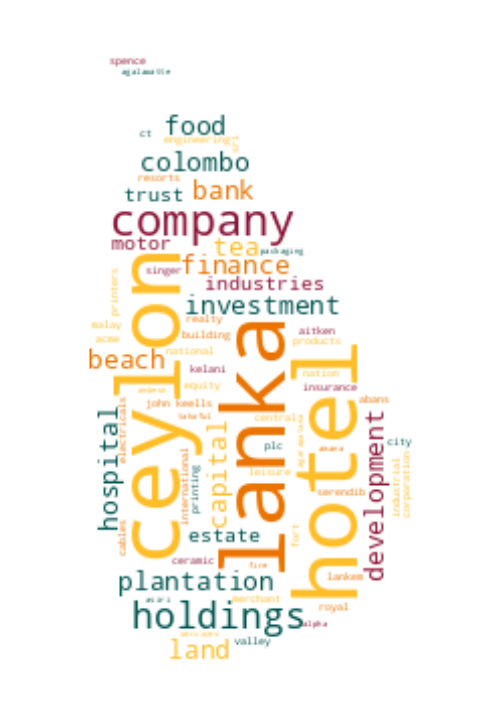 spence
agalawatte
ct
food
engineering
colombo
resorts
trust
bank
company
motor
tea
packaging
singer
finance
industries
printers
investment
malay
realty
acme
building
aitken
products
ceylon
lanka
hotel
beach
national
kelani
nation
equity
insurance
abans
john keells
takaful
central
hospital
electricals
capital
plc
city
development
international
printing
leisure
industrial
corporation
serendib
cables
estate
fort
ceramic
fire
lankem
plantation
asiri
merchant
royal
holdings
alpha
services
valley
land